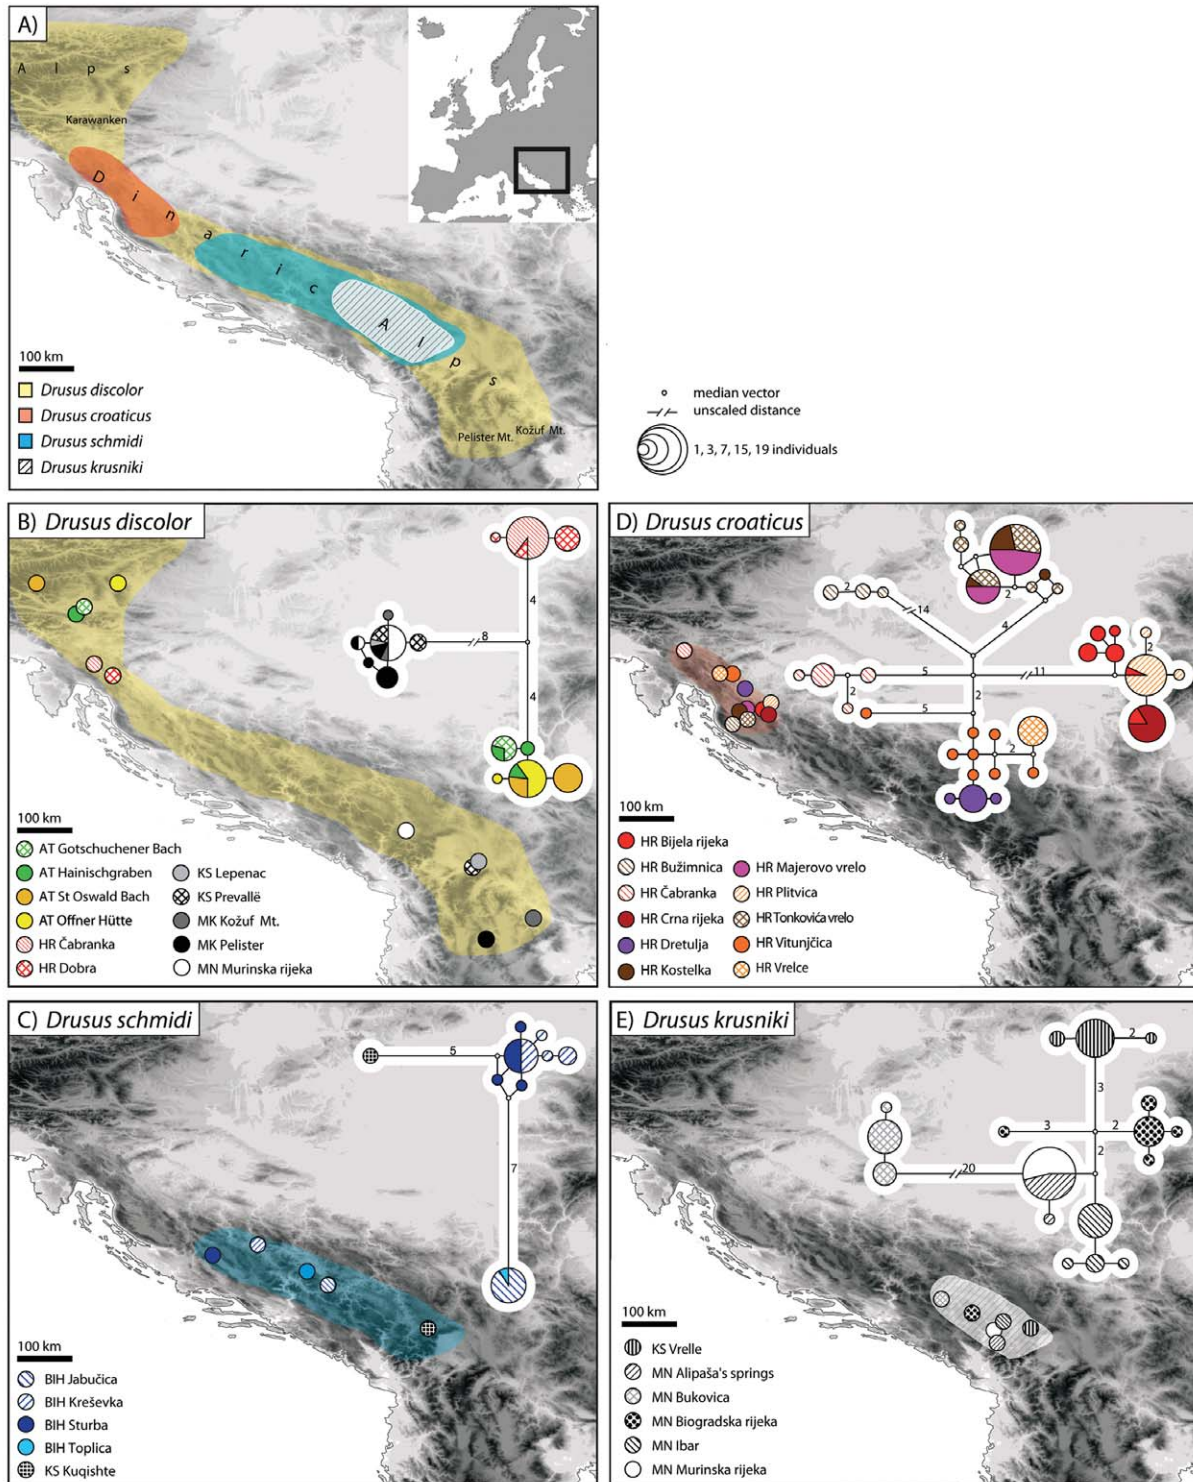 A)
A l p s
Karawanken
D i n a r i c
A l p s
Pelister Mt.
Kožuf Mt.
100 km
Drusus discolor
Drusus croaticus
Drusus schmidi
Drusus krusniki
median vector
unscaled distance
1, 3, 7, 15, 19 individuals
B) Drusus discolor
4
8
4
100 km
AT Gotschuchener Bach
AT Hainischgraben
AT St Oswald Bach
AT Offner Hütte
HR Čabranka
HR Dobra
KS Lepenac
KS Prevallë
MK Kožuf Mt.
MK Pelister
MN Murinska rijeka
D) Drusus croaticus
2
14
2
4
2
5
11
2
2
5
2
100 km
HR Bijela rijeka
HR Bužimnica
HR Čabranka
HR Crna rijeka
HR Dretulja
HR Kostelka
HR Majerovo vrelo
HR Plitvica
HR Tonkovića vrelo
HR Vitunjčica
HR Vrelce
C) Drusus schmidi
5
7
100 km
BIH Jabučica
BIH Kreševka
BIH Sturba
BIH Toplica
KS Kuqishte
E) Drusus krusniki
2
3
3
2
2
20
100 km
KS Vrelle
MN Alipaša's springs
MN Bukovica
MN Biogradska rijeka
MN Ibar
MN Murinska rijeka